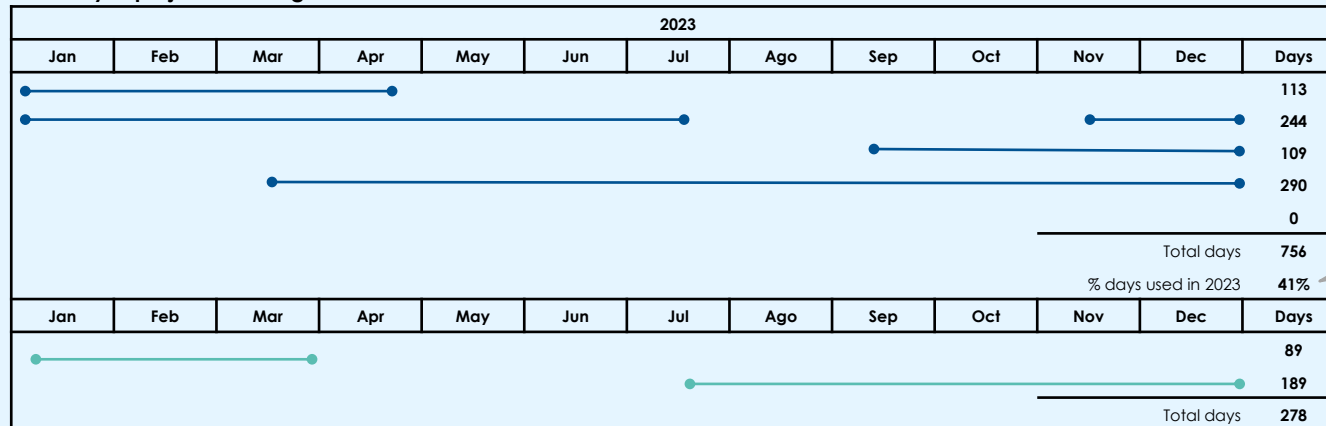 2023
Jan Feb Mar Apr May Jun Jul Ago Sep Oct Nov Dec Days
113
244
109
290
0
Total days 756
% days used in 2023 41%
Jan Feb Mar Apr May Jun Jul Ago Sep Oct Nov Dec Days
89
189
Total days 278